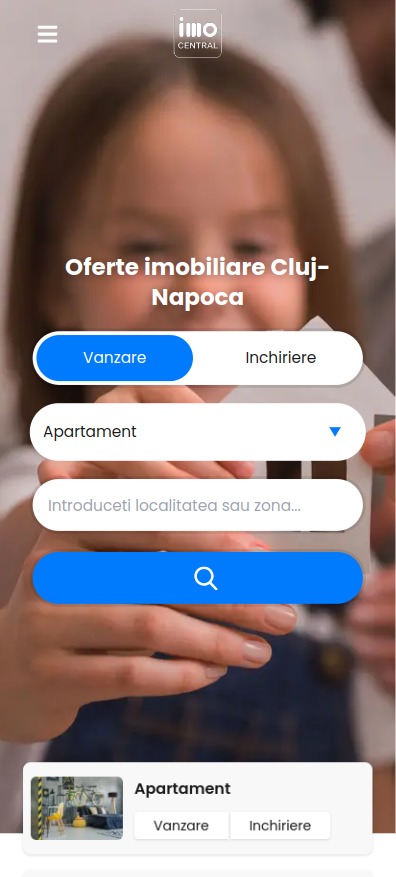 imo
CENTRAL
Oferte imobiliare Cluj-
Napoca
Vanzare
Inchiriere
Apartament
Introduceti localitatea sau zona...
Apartament
Vanzare
Inchiriere